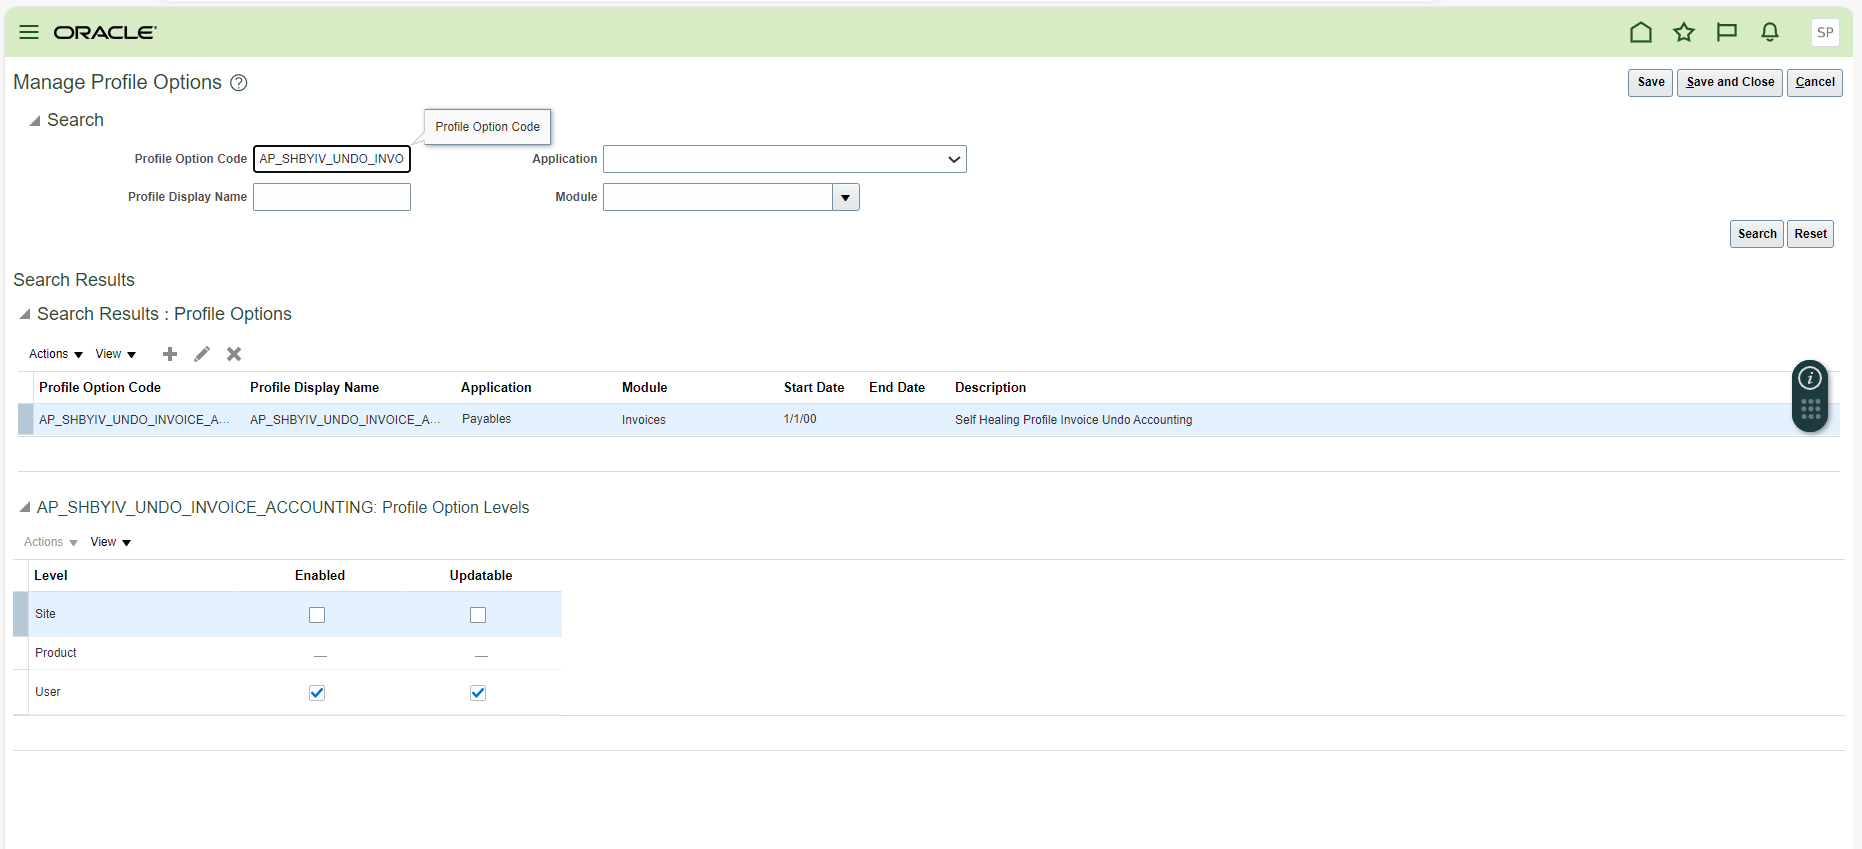 ORACLE
SP
Manage Profile Options
Save
Save and Close
Cancel
Search
Profile Option Code
Profile Option Code
AP_SHBYIV_UNDO_INVO
Application
Profile Display Name
Module
Search
Reset
Search Results
Search Results : Profile Options
Actions View
Profile Option Code Profile Display Name Application Module Start Date End Date Description
AP_SHBYIV_UNDO_INVOICE_A... AP_SHBYIV_UNDO_INVOICE_A... Payables Invoices 1/1/00 Self Healing Profile Invoice Undo Accounting
AP_SHBYIV_UNDO_INVOICE_ACCOUNTING: Profile Option Levels
Actions View
Level Enabled Updatable
Site
Product — —
User